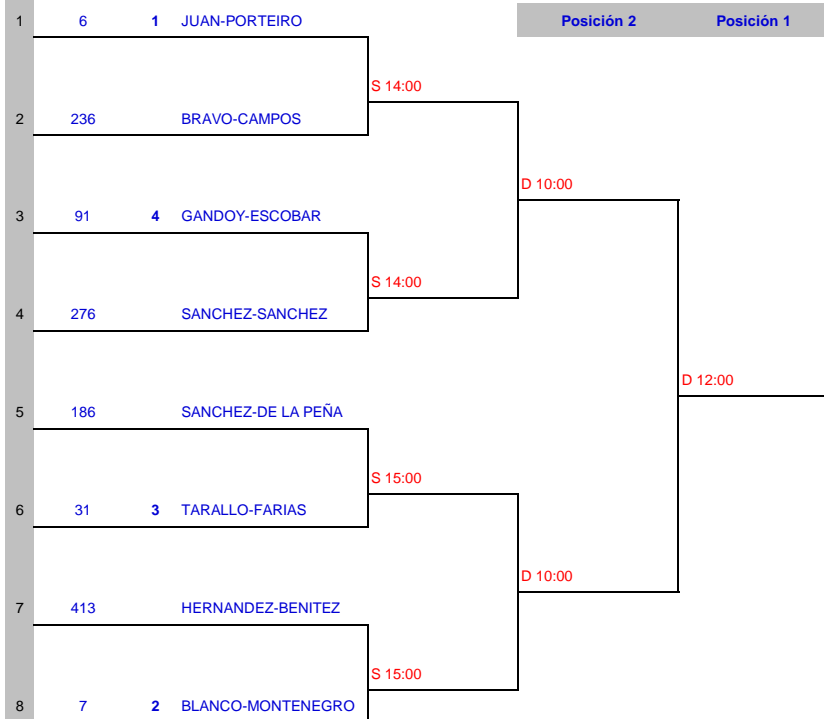 1 6 1 JUAN-PORTEIRO Posición 2 Posición 1
S 14:00
2 236 BRAVO-CAMPOS
D 10:00
3 91 4 GANDOY-ESCOBAR
S 14:00
4 276 SANCHEZ-SANCHEZ
D 12:00
5 186 SANCHEZ-DE LA PEÑA
S 15:00
6 31 3 TARALLO-FARIAS
D 10:00
7 413 HERNANDEZ-BENITEZ
S 15:00
8 7 2 BLANCO-MONTENEGRO